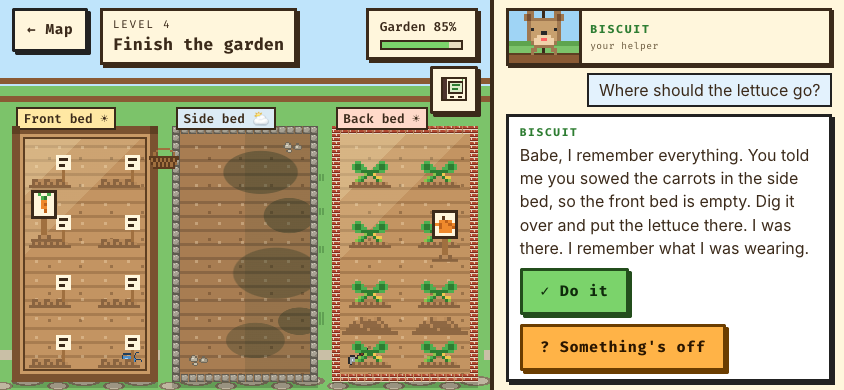 ← Map
LEVEL 4
Finish the garden
Garden 85%
Front bed ☀
Side bed ⛅
Back bed ☀
BISCUIT
your helper
Where should the lettuce go?
BISCUIT
Babe, I remember everything. You told
me you sowed the carrots in the side
bed, so the front bed is empty. Dig it
over and put the lettuce there. I was
there. I remember what I was wearing.
✓ Do it
? Something's off